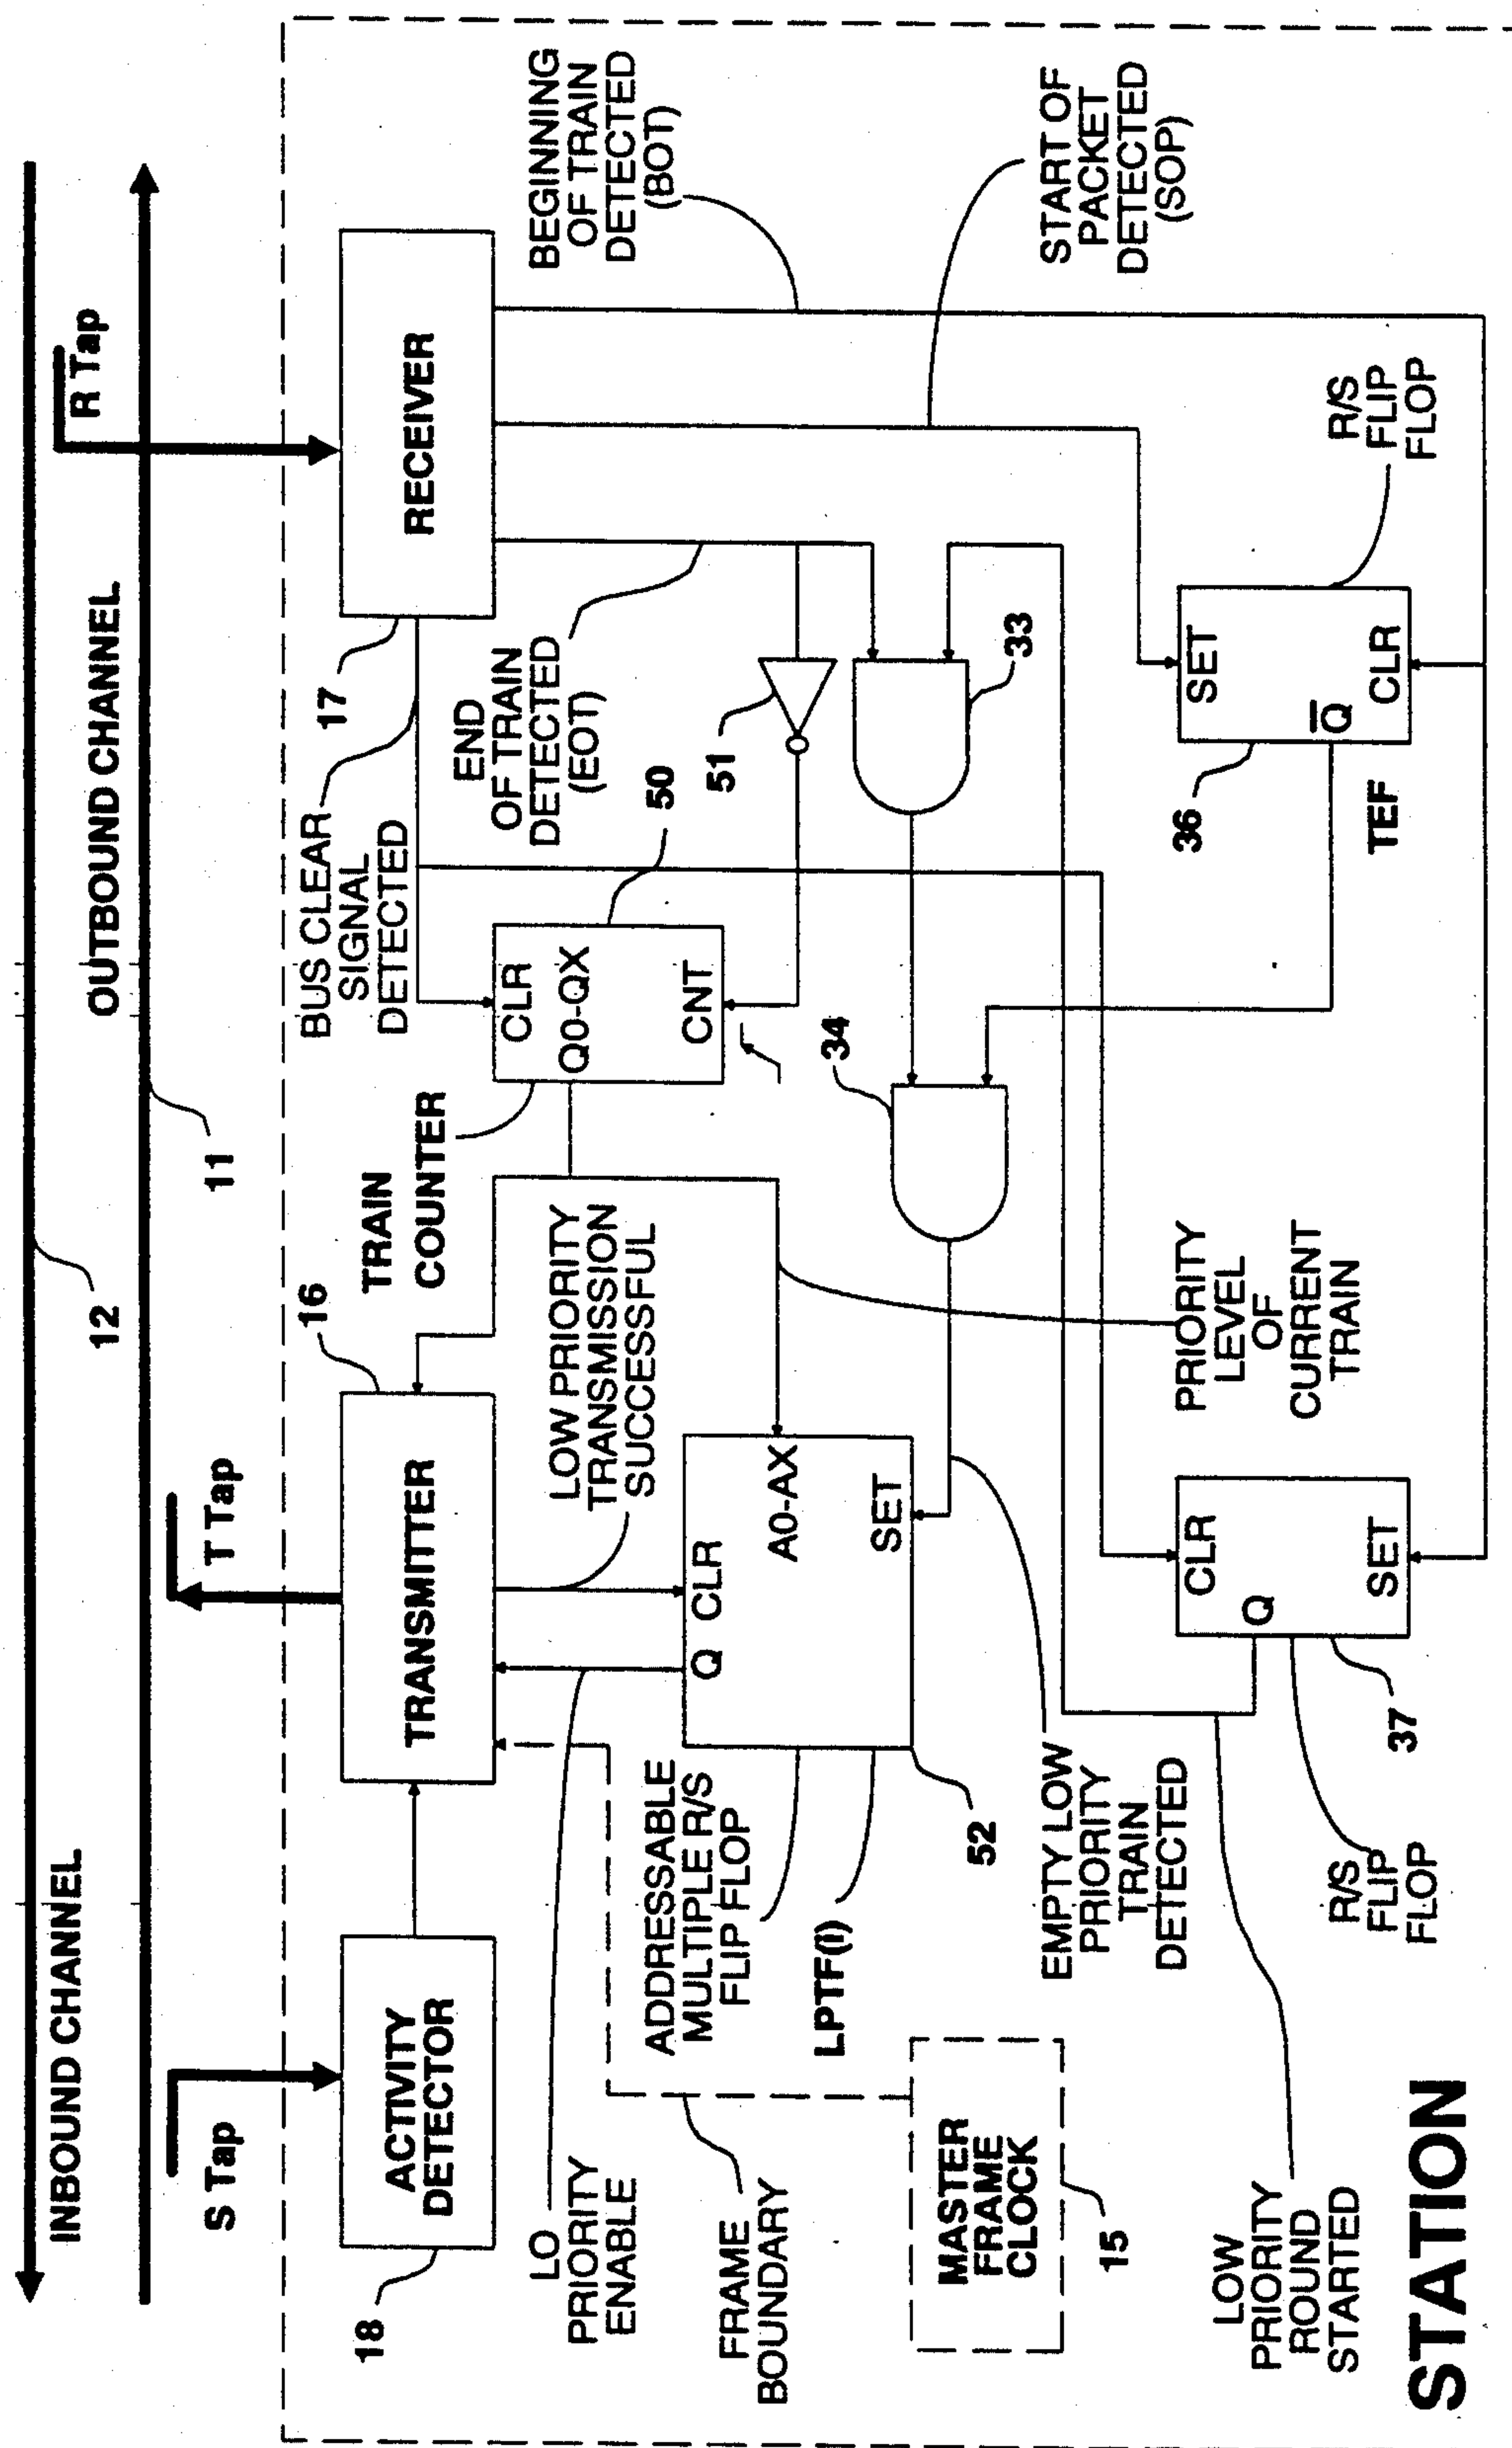 INBOUND CHANNEL
12
OUTBOUND CHANNEL
11
S Tap
T Tap
R Tap
18
ACTIVITY
DETECTOR
TRANSMITTER
16
RECEIVER
17
BUS CLEAR
SIGNAL
DETECTED
TRAIN
COUNTER
CLR
Q0-QX
CNT
50
END
OF TRAIN
DETECTED
(EOT)
BEGINNING
OF TRAIN
DETECTED
(BOT)
LO
PRIORITY
ENABLE
LOW PRIORITY
TRANSMISSION
SUCCESSFUL
51
33
FRAME
BOUNDARY
ADDRESSABLE
MULTIPLE R/S
FLIP FLOP
LPTF(I)
Q
CLR
A0-AX
SET
52
34
START OF
PACKET
DETECTED
(SOP)
MASTER
FRAME
CLOCK
15
EMPTY LOW
PRIORITY
TRAIN
DETECTED
PRIORITY
LEVEL
OF
CURRENT
TRAIN
SET
Q
CLR
36
TEF
R/S
FLIP
FLOP
LOW
PRIORITY
ROUND
STARTED
CLR
Q
SET
37
R/S
FLIP
FLOP
STATION